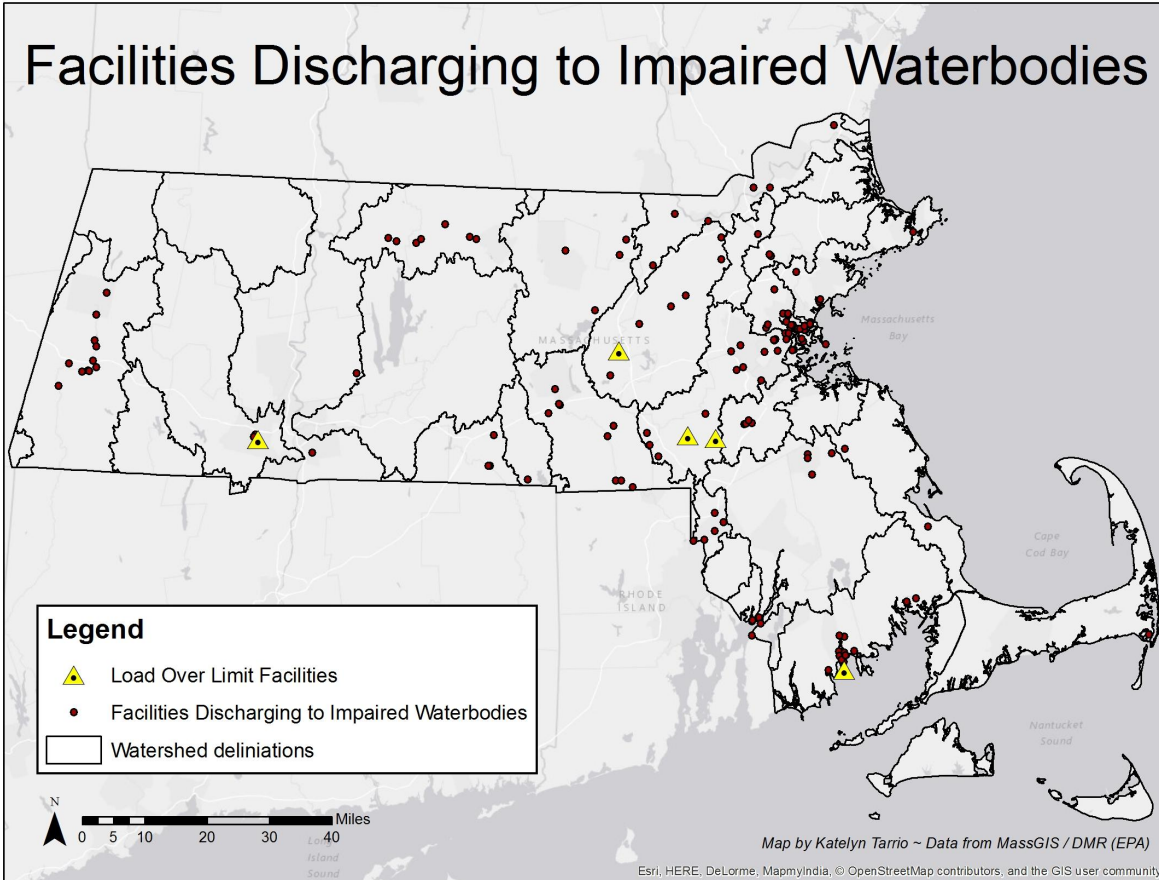 Facilities Discharging to Impaired Waterbodies
Massachusetts
Bay
MASSACHUSETTS
Cape
Cod Bay
RHODE
ISLAND
Nantucket
Sound
Legend
Load Over Limit Facilities
Facilities Discharging to Impaired Waterbodies
Watershed deliniations
N
Miles
0 5 10 20 30 40
Long
Island
Sound
Map by Katelyn Tarrio ~ Data from MassGIS / DMR (EPA)
Esri, HERE, DeLorme, MapmyIndia, © OpenStreetMap contributors, and the GIS user community